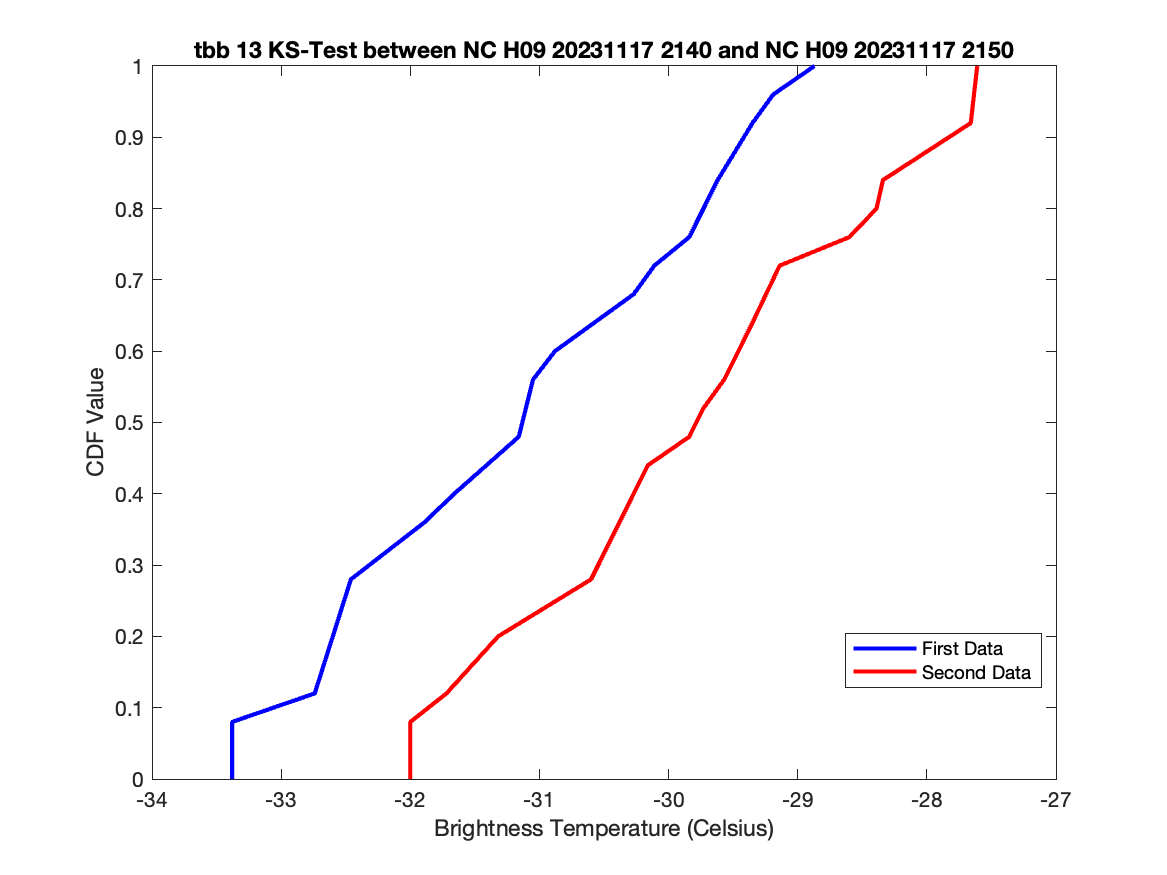 tbb 13 KS-Test between NC H09 20231117 2140 and NC H09 20231117 2150
1
0.9
0.8
0.7
0.6
0.5
0.4
0.3
0.2
0.1
0
CDF Value
First Data
Second Data
-34 -33 -32 -31 -30 -29 -28 -27
Brightness Temperature (Celsius)